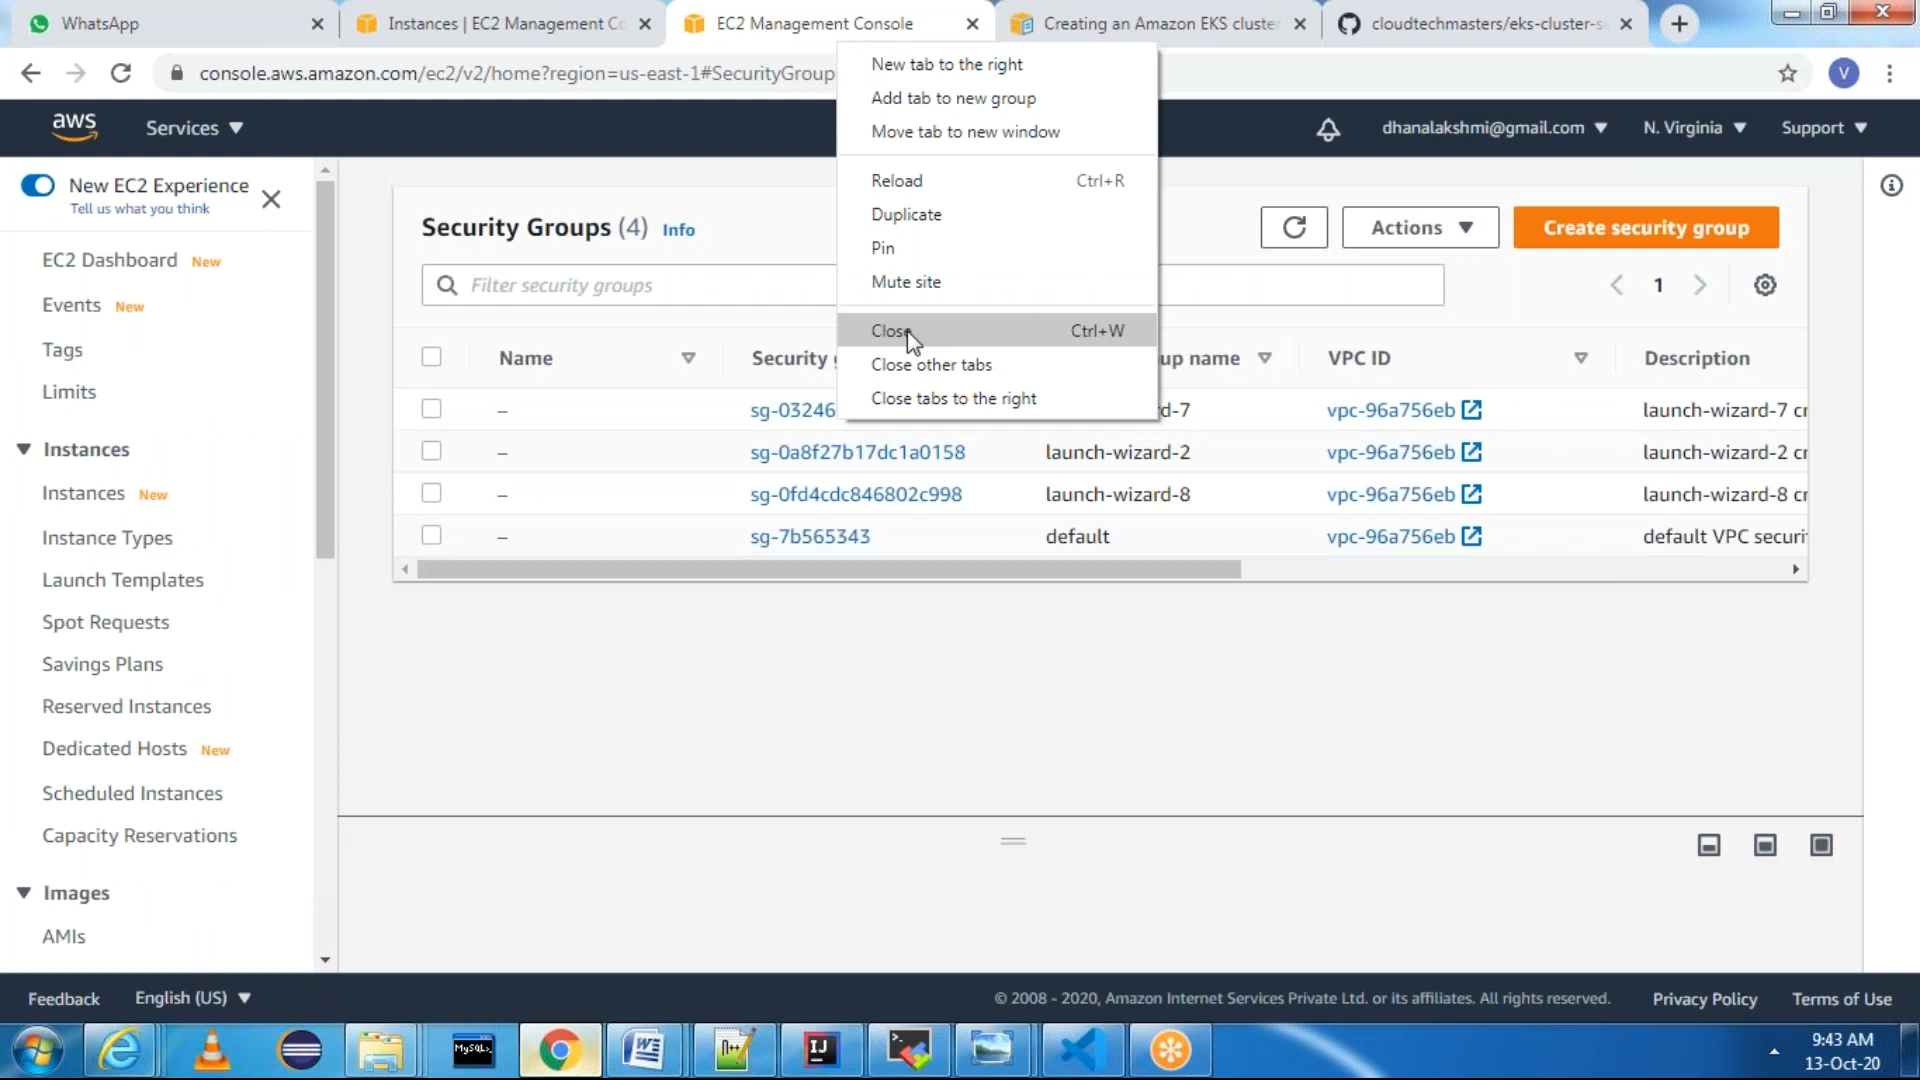 WhatsApp
Instances | EC2 Management Co
EC2 Management Console
Creating an Amazon EKS cluster
cloudtechmasters/eks-cluster-s
console.aws.amazon.com/ec2/v2/home?region=us-east-1#SecurityGroup
V
New tab to the right
Add tab to new group
Move tab to new window
Reload Ctrl+R
Duplicate
Pin
Mute site
Close Ctrl+W
Close other tabs
Close tabs to the right
aws
Services
dhanalakshmi@gmail.com
N. Virginia
Support
New EC2 Experience
Tell us what you think
EC2 Dashboard New
Events New
Tags
Limits
Instances
Instances New
Instance Types
Launch Templates
Spot Requests
Savings Plans
Reserved Instances
Dedicated Hosts New
Scheduled Instances
Capacity Reservations
Images
AMIs
Security Groups (4) Info
Actions
Create security group
Filter security groups
1
Name Security up name VPC ID Description
– sg-03246 d-7 vpc-96a756eb launch-wizard-7 cr
– sg-0a8f27b17dc1a0158 launch-wizard-2 vpc-96a756eb launch-wizard-2 cr
– sg-0fd4cdc846802c998 launch-wizard-8 vpc-96a756eb launch-wizard-8 cr
– sg-7b565343 default vpc-96a756eb default VPC securi
Feedback
English (US)
© 2008 - 2020, Amazon Internet Services Private Ltd. or its affiliates. All rights reserved.
Privacy Policy
Terms of Use
MySQL
IJ
9:43 AM
13-Oct-20